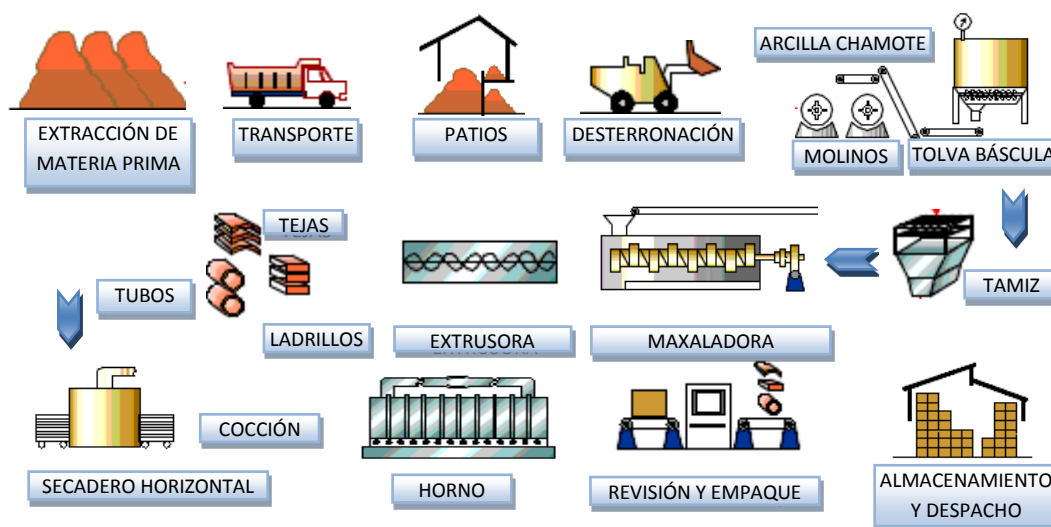 ARCILLA CHAMOTE
EXTRACCIÓN DE
MATERIA PRIMA
TRANSPORTE
PATIOS
DESTERRONACIÓN
MOLINOS
TOLVA BÁSCULA
TEJAS
TUBOS
TAMIZ
LADRILLOS
EXTRUSORA
MAXALADORA
COCCIÓN
SECADERO HORIZONTAL
HORNO
REVISIÓN Y EMPAQUE
ALMACENAMIENTO
Y DESPACHO